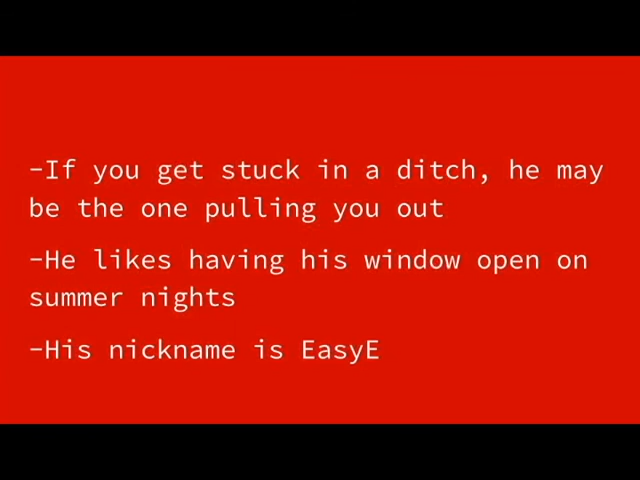 -If you get stuck in a ditch, he may
be the one pulling you out
-He likes having his window open on
summer nights
-His nickname is EasyE